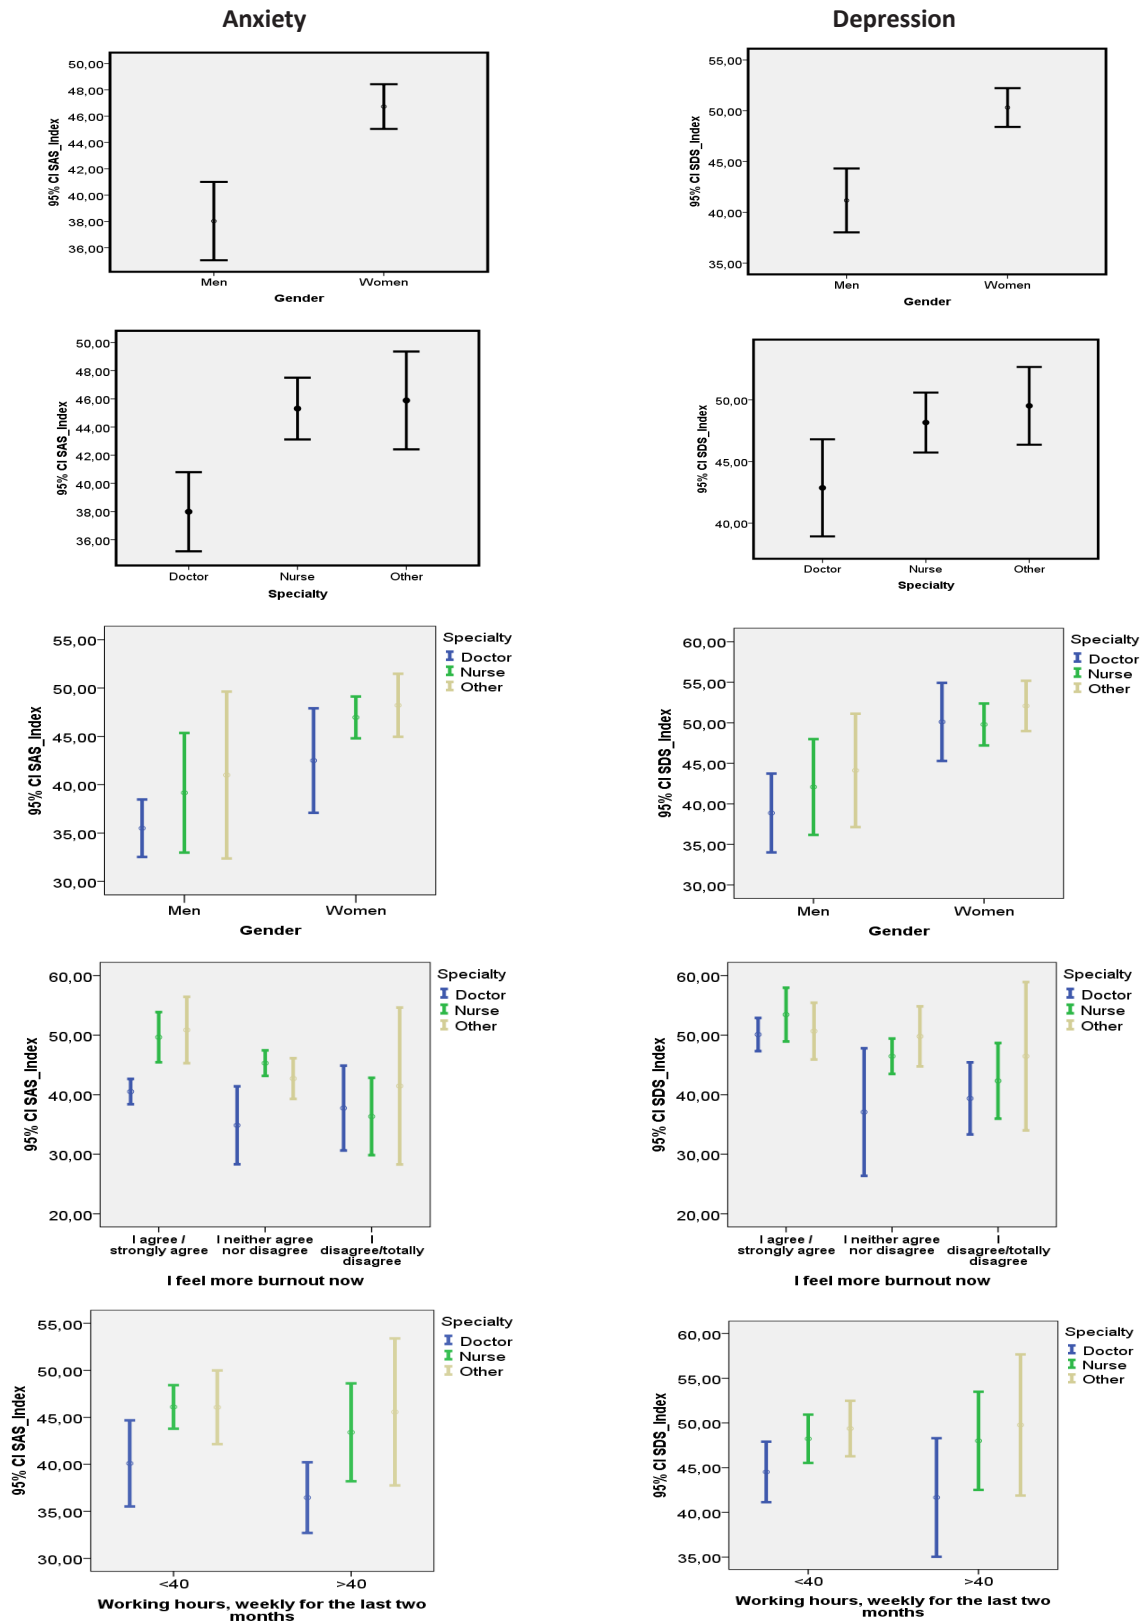 Anxiety
Depression
95% CI SAS_Index
50,00
48,00
46,00
44,00
42,00
40,00
38,00
36,00
Men
Women
Gender
95% CI SDS_Index
55,00
50,00
45,00
40,00
35,00
Men
Women
Gender
95% CI SAS_Index
50,00
48,00
46,00
44,00
42,00
40,00
38,00
36,00
Doctor
Nurse
Other
Specialty
95% CI SDS_Index
50,00
45,00
40,00
Doctor
Nurse
Other
Specialty
95% CI SAS_Index
55,00
50,00
45,00
40,00
35,00
30,00
Men
Women
Gender
Specialty
Doctor
Nurse
Other
95% CI SDS_Index
60,00
55,00
50,00
45,00
40,00
35,00
30,00
Men
Women
Gender
Specialty
Doctor
Nurse
Other
95% CI SAS_Index
60,00
50,00
40,00
30,00
20,00
I agree /
strongly agree
I neither agree
nor disagree
I
disagree/totally
disagree
I feel more burnout now
Specialty
Doctor
Nurse
Other
95% CI SDS_Index
60,00
50,00
40,00
30,00
20,00
I agree /
strongly agree
I neither agree
nor disagree
I
disagree/totally
disagree
I feel more burnout now
Specialty
Doctor
Nurse
Other
95% CI SAS_Index
55,00
50,00
45,00
40,00
35,00
30,00
<40
>40
Working hours, weekly for the last two
months
Specialty
Doctor
Nurse
Other
95% CI SDS_Index
60,00
55,00
50,00
45,00
40,00
35,00
<40
>40
Working hours, weekly for the last two
months
Specialty
Doctor
Nurse
Other